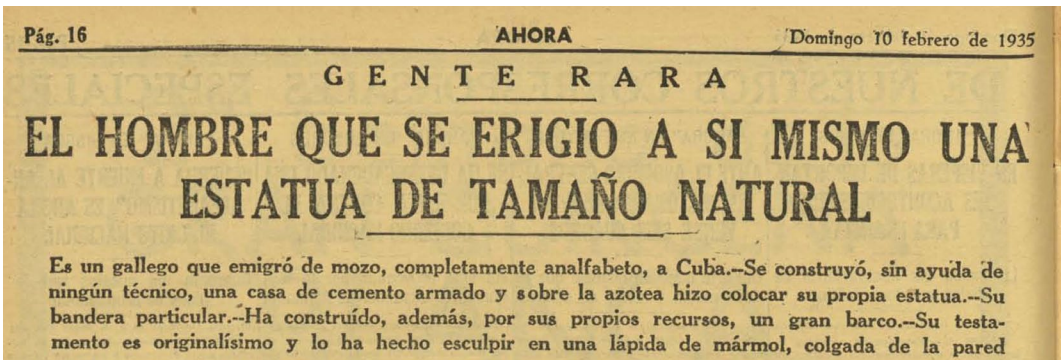 Pág. 16 AHORA Domingo 10 febrero de 1935
GENTE RARA
EL HOMBRE QUE SE ERIGIO A SI MISMO UNA
ESTATUA DE TAMAÑO NATURAL
Es un gallego que emigró de mozo, completamente analfabeto, a Cuba.--Se construyó, sin ayuda de
ningún técnico, una casa de cemento armado y sobre la azotea hizo colocar su propia estatua.--Su
bandera particular.--Ha construído, además, por sus propios recursos, un gran barco.--Su testa-
mento es originalísimo y lo ha hecho esculpir en una lápida de mármol, colgada de la pared